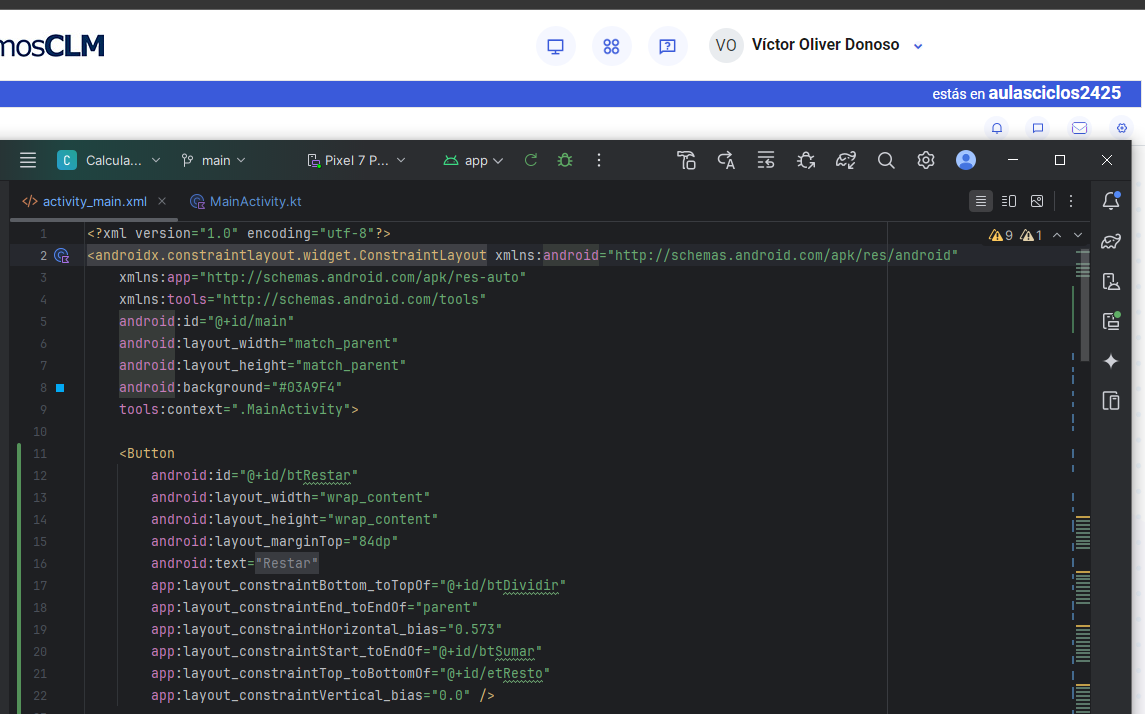 mosCLM
VO Víctor Oliver Donoso
estás en aulasciclos2425
C Calcula... main Pixel 7 P... app
activity_main.xml MainActivity.kt
9 1
1 <?xml version="1.0" encoding="utf-8"?>
2 <androidx.constraintlayout.widget.ConstraintLayout xmlns:android="http://schemas.android.com/apk/res/android"
3 xmlns:app="http://schemas.android.com/apk/res-auto"
4 xmlns:tools="http://schemas.android.com/tools"
5 android:id="@+id/main"
6 android:layout_width="match_parent"
7 android:layout_height="match_parent"
8 android:background="#03A9F4"
9 tools:context=".MainActivity">
10
11 <Button
12 android:id="@+id/btRestar"
13 android:layout_width="wrap_content"
14 android:layout_height="wrap_content"
15 android:layout_marginTop="84dp"
16 android:text="Restar"
17 app:layout_constraintBottom_toTopOf="@+id/btDividir"
18 app:layout_constraintEnd_toEndOf="parent"
19 app:layout_constraintHorizontal_bias="0.573"
20 app:layout_constraintStart_toEndOf="@+id/btSumar"
21 app:layout_constraintTop_toBottomOf="@+id/etResto"
22 app:layout_constraintVertical_bias="0.0" />